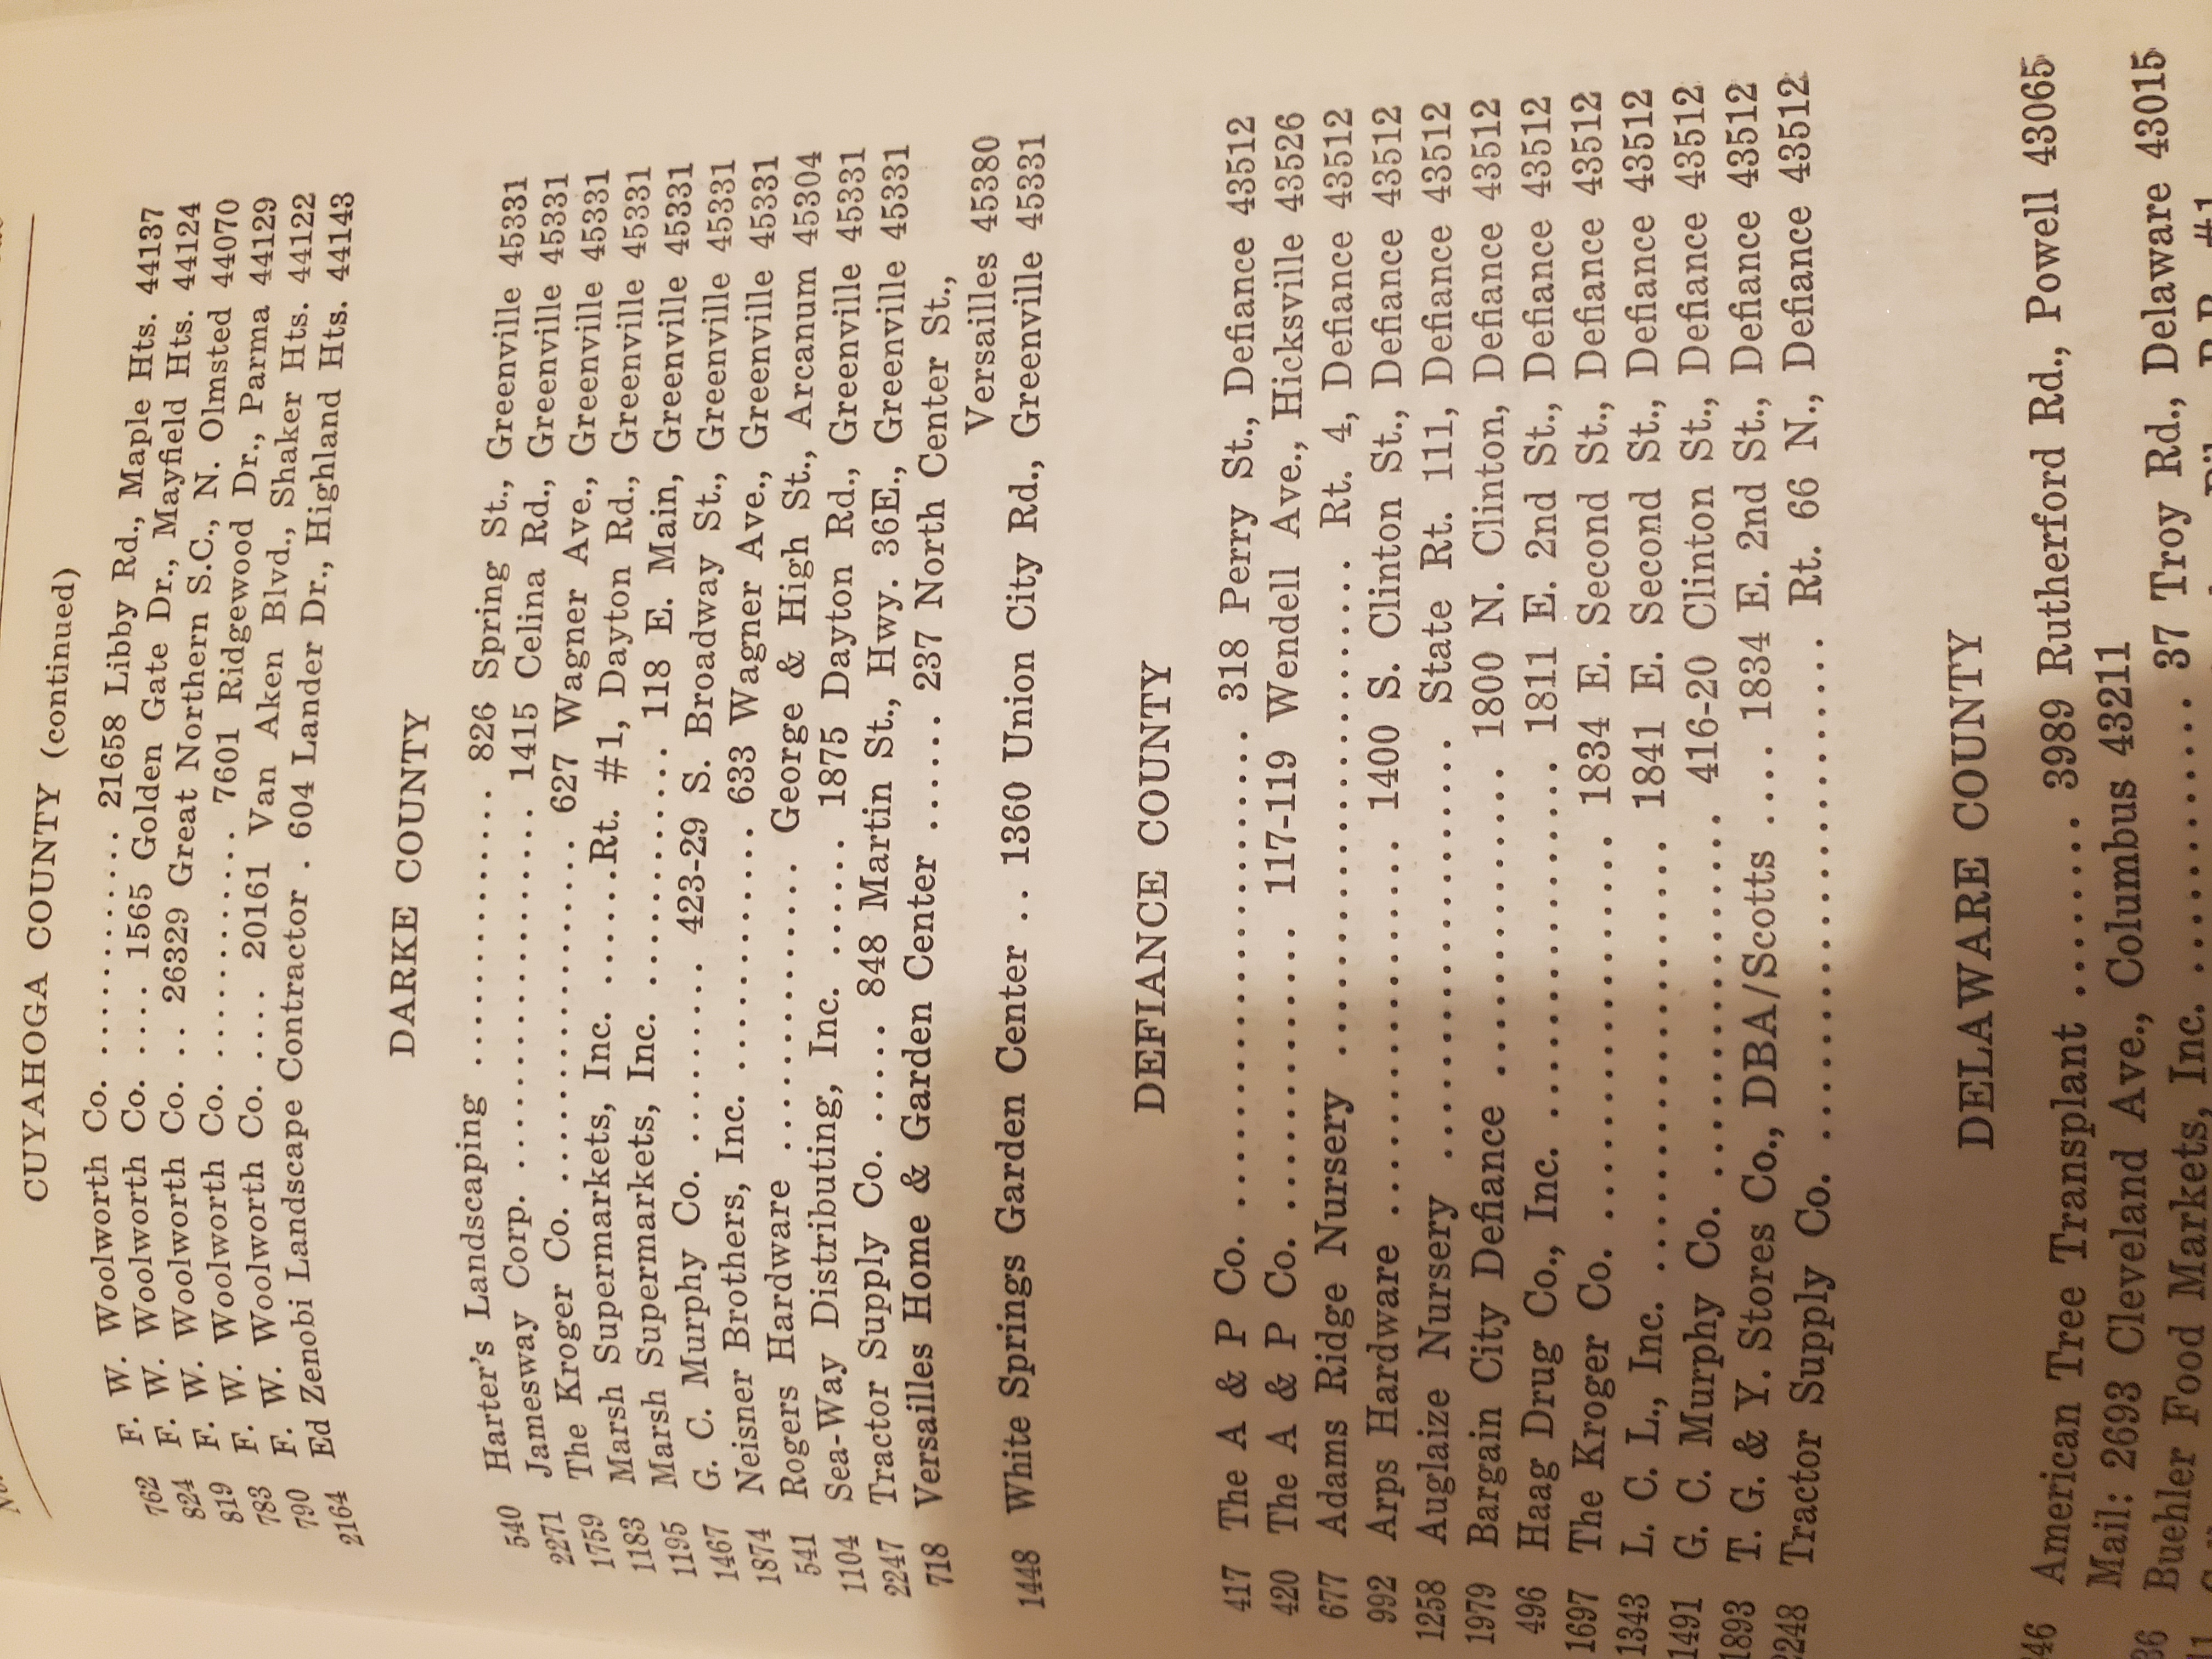 No.
CUYAHOGA COUNTY (continued)
762 F. W. Woolworth Co. ............ 21658 Libby Rd., Maple Hts. 44137
824 F. W. Woolworth Co. .... 1565 Golden Gate Dr., Mayfield Hts. 44124
819 F. W. Woolworth Co. .. 26329 Great Northern S.C., N. Olmsted 44070
783 F. W. Woolworth Co. ............ 7601 Ridgewood Dr., Parma 44129
790 F. W. Woolworth Co. .... 20161 Van Aken Blvd., Shaker Hts. 44122
2164 Ed Zenobi Landscape Contractor . 604 Lander Dr., Highland Hts. 44143
DARKE COUNTY
540 Harter's Landscaping ................ 826 Spring St., Greenville 45331
2271 Jamesway Corp. ..................... 1415 Celina Rd., Greenville 45331
1759 The Kroger Co. .................... 627 Wagner Ave., Greenville 45331
1183 Marsh Supermarkets, Inc. .......Rt. #1, Dayton Rd., Greenville 45331
1195 Marsh Supermarkets, Inc. ............. 118 E. Main, Greenville 45331
1467 G. C. Murphy Co. .......... 423-29 S. Broadway St., Greenville 45331
1874 Neisner Brothers, Inc. .............. 633 Wagner Ave., Greenville 45331
541 Rogers Hardware ................ George & High St., Arcanum 45304
1104 Sea-Way Distributing, Inc. ....... 1875 Dayton Rd., Greenville 45331
2247 Tractor Supply Co. ..... 848 Martin St., Hwy. 36E., Greenville 45331
718 Versailles Home & Garden Center ...... 237 North Center St.,
Versailles 45380
1448 White Springs Garden Center .. 1360 Union City Rd., Greenville 45331
DEFIANCE COUNTY
417 The A & P Co. ....................... 318 Perry St., Defiance 43512
420 The A & P Co. .............. 117-119 Wendell Ave., Hicksville 43526
677 Adams Ridge Nursery ....................... Rt. 4, Defiance 43512
992 Arps Hardware .................. 1400 S. Clinton St., Defiance 43512
1258 Auglaize Nursery ................... State Rt. 111, Defiance 43512
1979 Bargain City Defiance .............. 1800 N. Clinton, Defiance 43512
496 Haag Drug Co., Inc. ................. 1811 E. 2nd St., Defiance 43512
1697 The Kroger Co. .................. 1834 E. Second St., Defiance 43512
1343 L. C. L., Inc. .................... 1841 E. Second St., Defiance 43512
1491 G. C. Murphy Co. ................ 416-20 Clinton St., Defiance 43512
1893 T. G. & Y. Stores Co., DBA/Scotts .... 1834 E. 2nd St., Defiance 43512
2248 Tractor Supply Co. ...................... Rt. 66 N., Defiance 43512
DELAWARE COUNTY
46 American Tree Transplant ........ 3989 Rutherford Rd., Powell 43065
Mail: 2693 Cleveland Ave., Columbus 43211
36 Buehler Food Markets, Inc. ............ 37 Troy Rd., Delaware 43015
#1